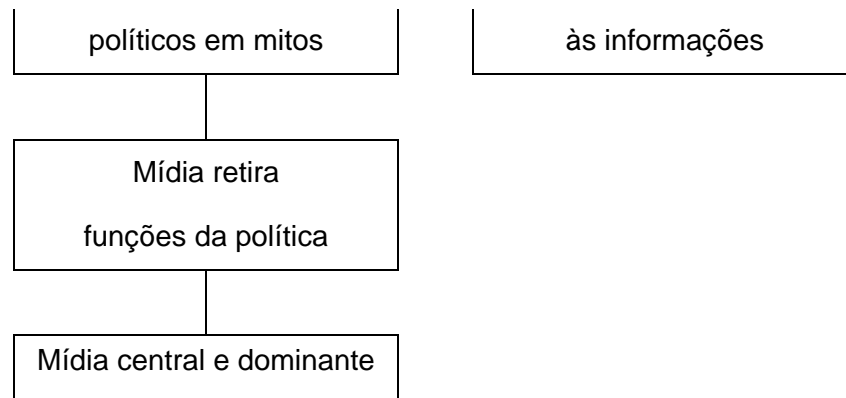 políticos em mitos
às informações
Mídia retira
funções da política
Mídia central e dominante